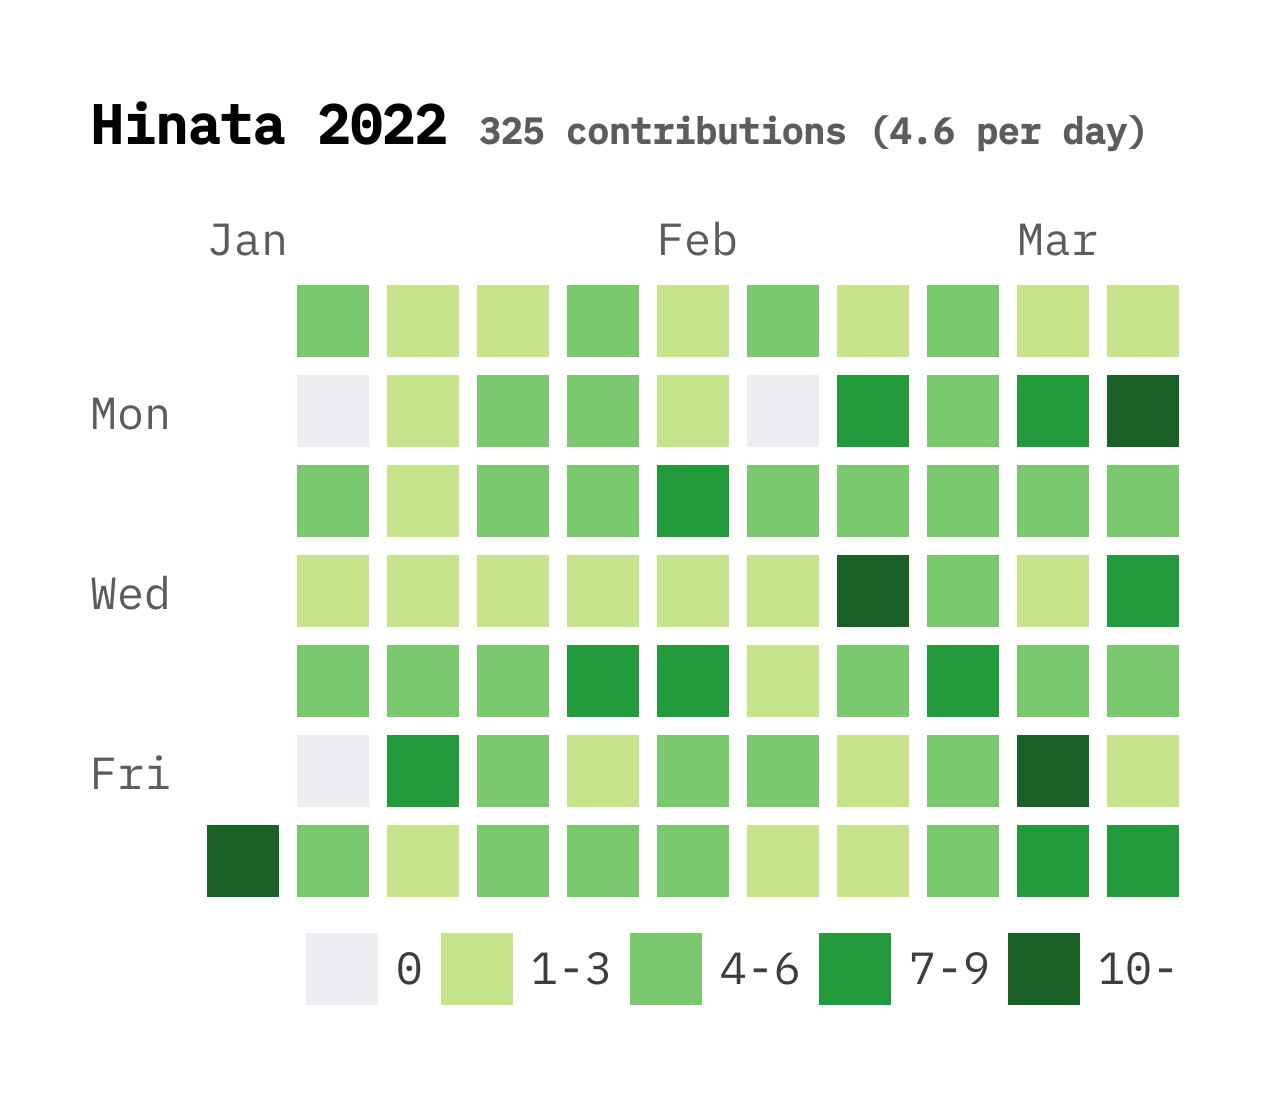 Hinata 2022 325 contributions (4.6 per day)
Jan Feb Mar
Mon
Wed
Fri
0 1-3 4-6 7-9 10-